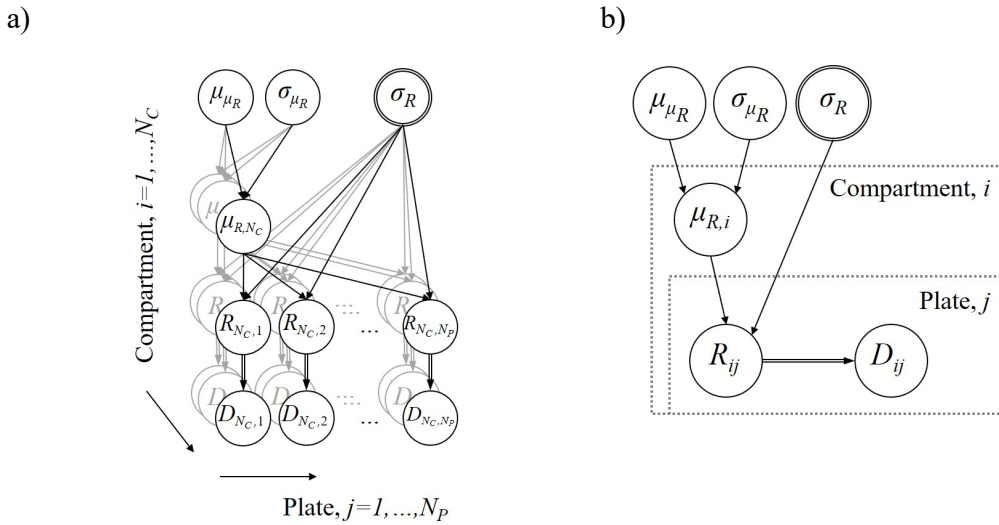 a)
μ_{μ_R} σ_{μ_R} σ_R
Compartment, i=1,...,N_C
μ
μ_{R,N_C}
R R R
R_{N_C,1} R_{N_C,2} ... R_{N_C,N_P}
D D D
D_{N_C,1} D_{N_C,2} ... D_{N_C,N_P}
Plate, j=1,...,N_P
b)
μ_{μ_R} σ_{μ_R} σ_R
Compartment, i
μ_{R,i}
Plate, j
R_{ij} D_{ij}